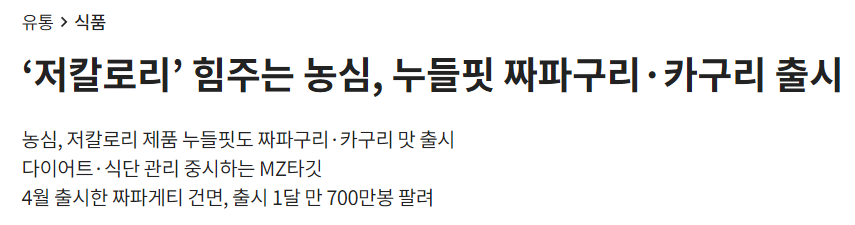 유통 > 식품
‘저칼로리’ 힘주는 농심, 누들핏 짜파구리·카구리 출시
농심, 저칼로리 제품 누들핏도 짜파구리·카구리 맛 출시
다이어트·식단 관리 중시하는 MZ타깃
4월 출시한 짜파게티 건면, 출시 1달 만 700만봉 팔려